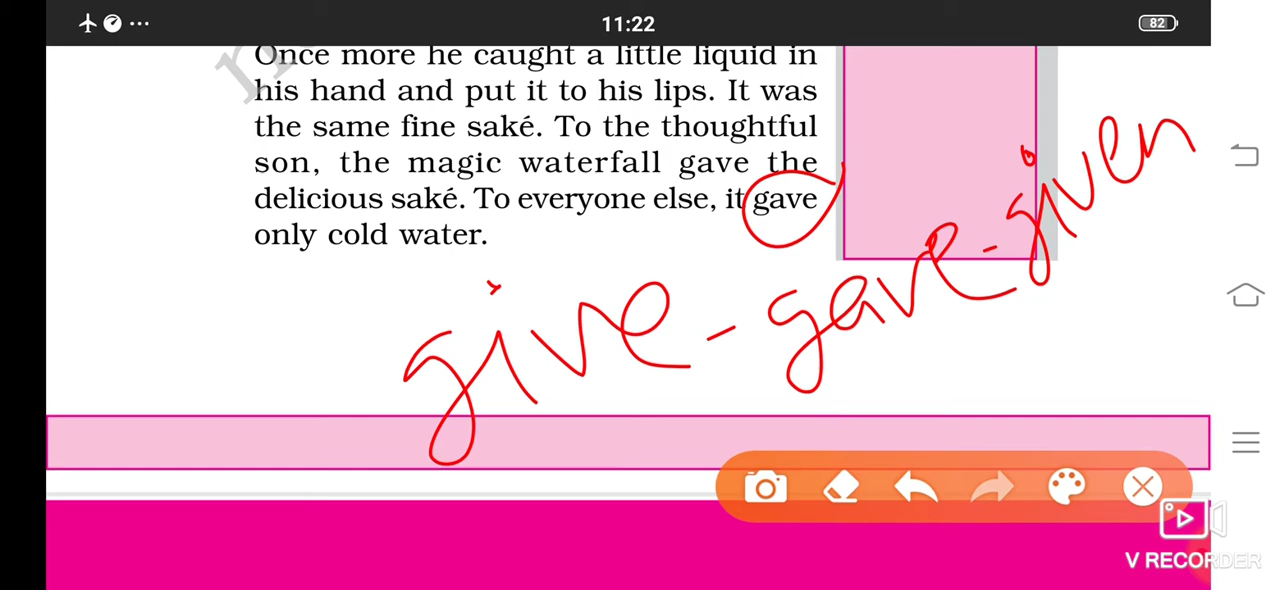 11:22
82
Once more he caught a little liquid in
his hand and put it to his lips. It was
the same fine saké. To the thoughtful
son, the magic waterfall gave the
delicious saké. To everyone else, it gave
only cold water.
give - gave - given
V RECORDER